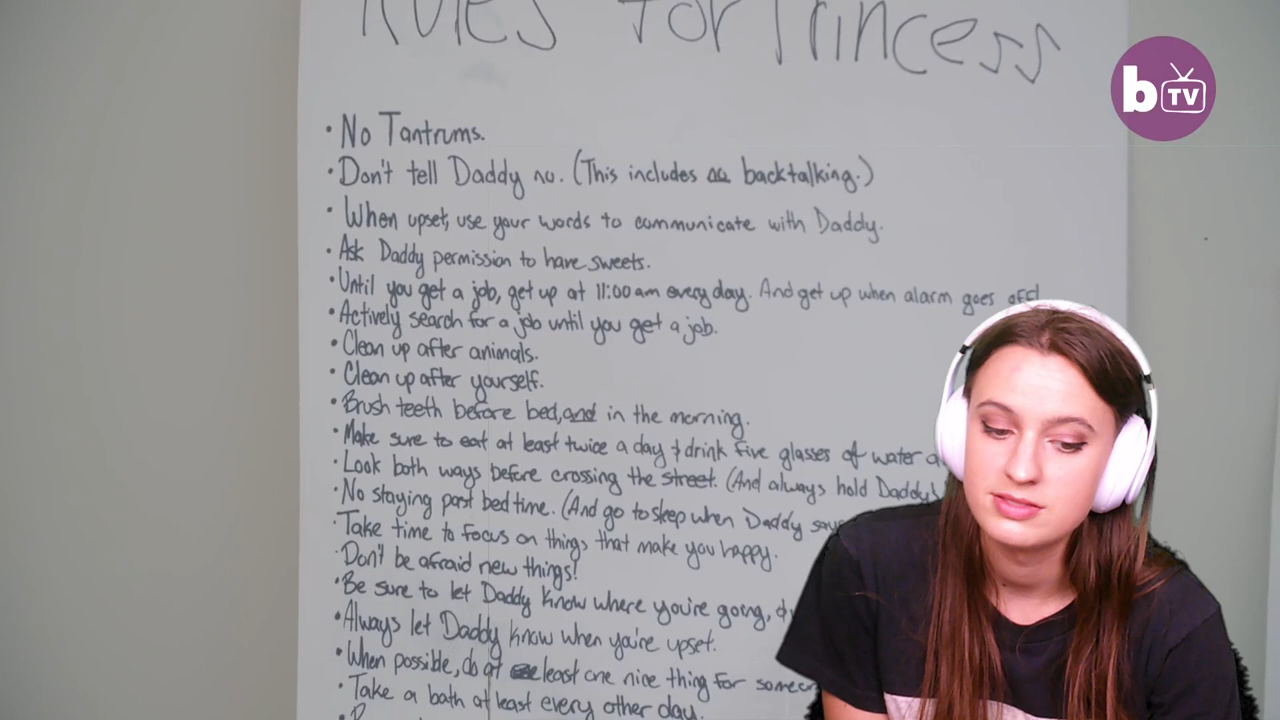 Rules for Princess
b TV
• No Tantrums.
• Don't tell Daddy no. (This includes backtalking.)
• When upset, use your words to communicate with Daddy.
• Ask Daddy permission to have sweets.
• Until you get a job, get up at 11:00am every day. And get up when alarm goes off!
• Actively search for a job until you get a job.
• Clean up after animals.
• Clean up after yourself.
• Brush teeth before bed, and in the morning.
• Make sure to eat at least twice a day & drink five glasses of water
• Look both ways before crossing the street. (And always hold Daddy's
• No staying past bedtime. (And go to sleep when Daddy says
• Take time to focus on things that make you happy.
• Don't be afraid new things!
• Be sure to let Daddy know where you're going, &
• Always let Daddy know when you're upset.
• When possible, do at least one nice thing for
• Take a bath at least every other day.